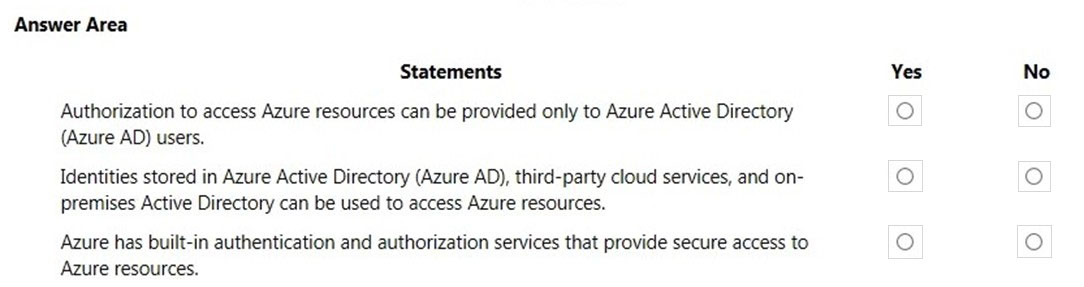 Answer Area
Statements Yes No
Authorization to access Azure resources can be provided only to Azure Active Directory
(Azure AD) users.
Identities stored in Azure Active Directory (Azure AD), third-party cloud services, and on-
premises Active Directory can be used to access Azure resources.
Azure has built-in authentication and authorization services that provide secure access to
Azure resources.